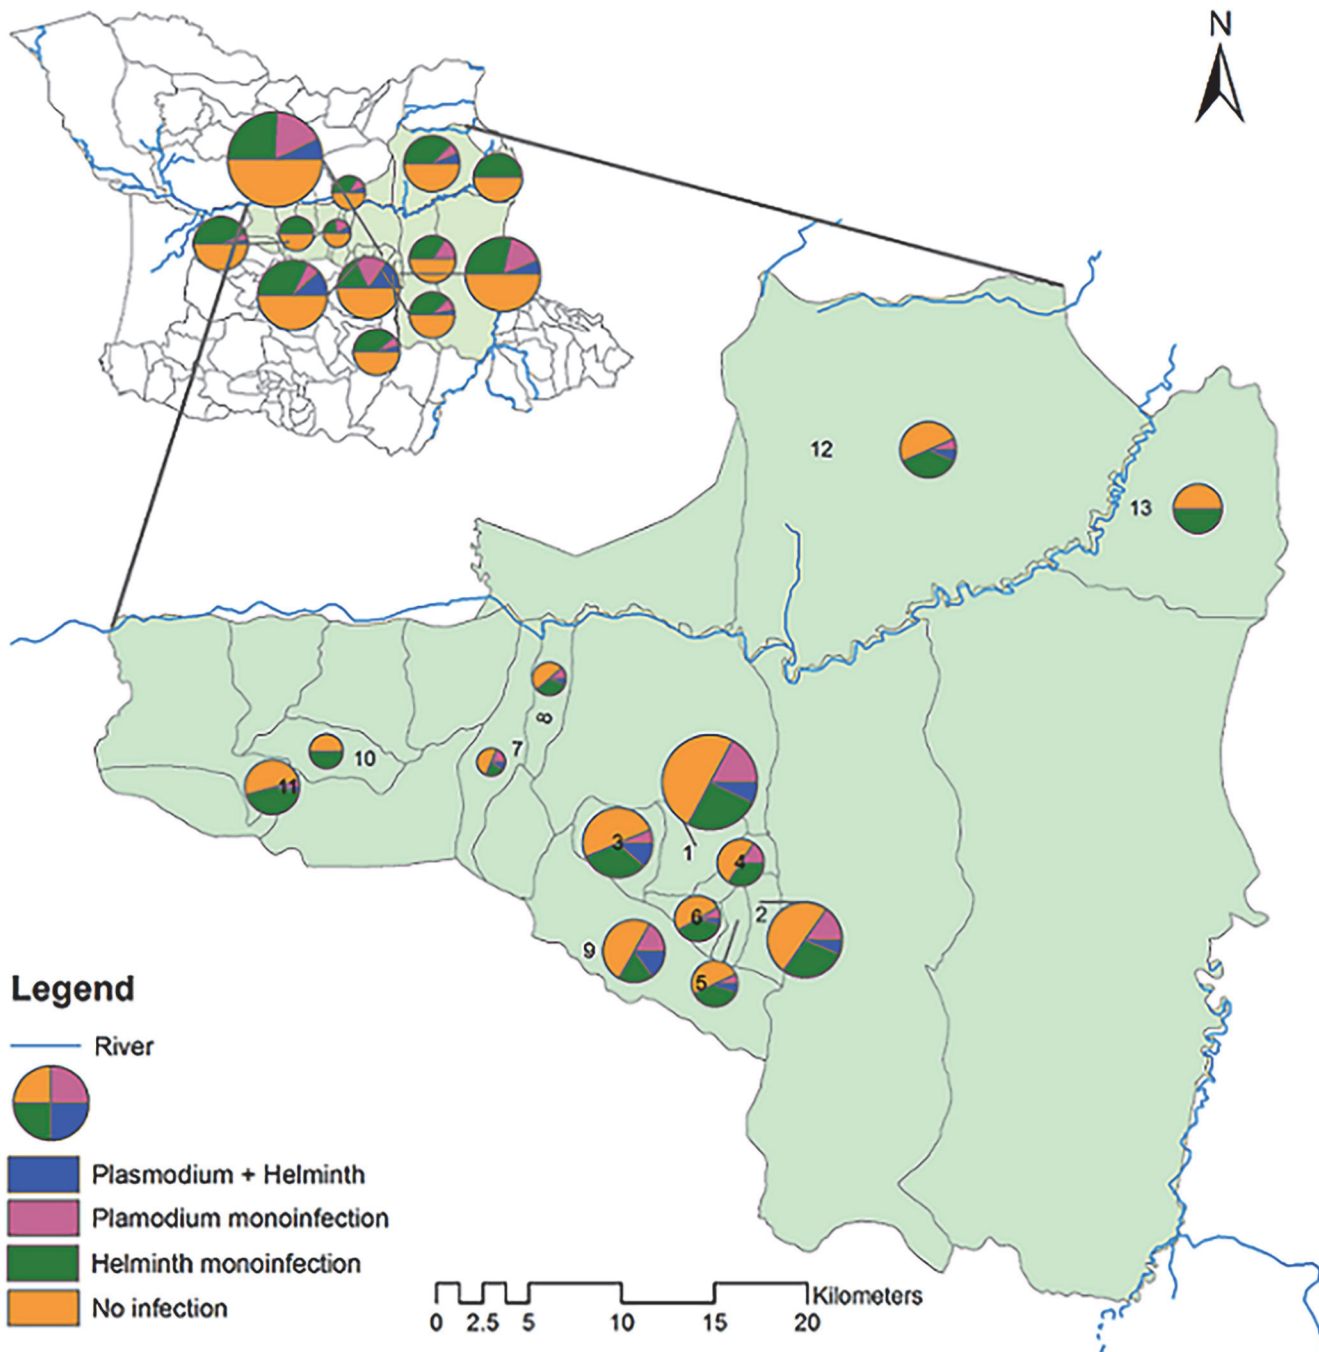 N
12
13
8
7
10
11
3
1
4
2
6
9
5
Legend
River
Plasmodium + Helminth
Plamodium monoinfection
Helminth monoinfection
No infection
Kilometers
0 2.5 5 10 15 20